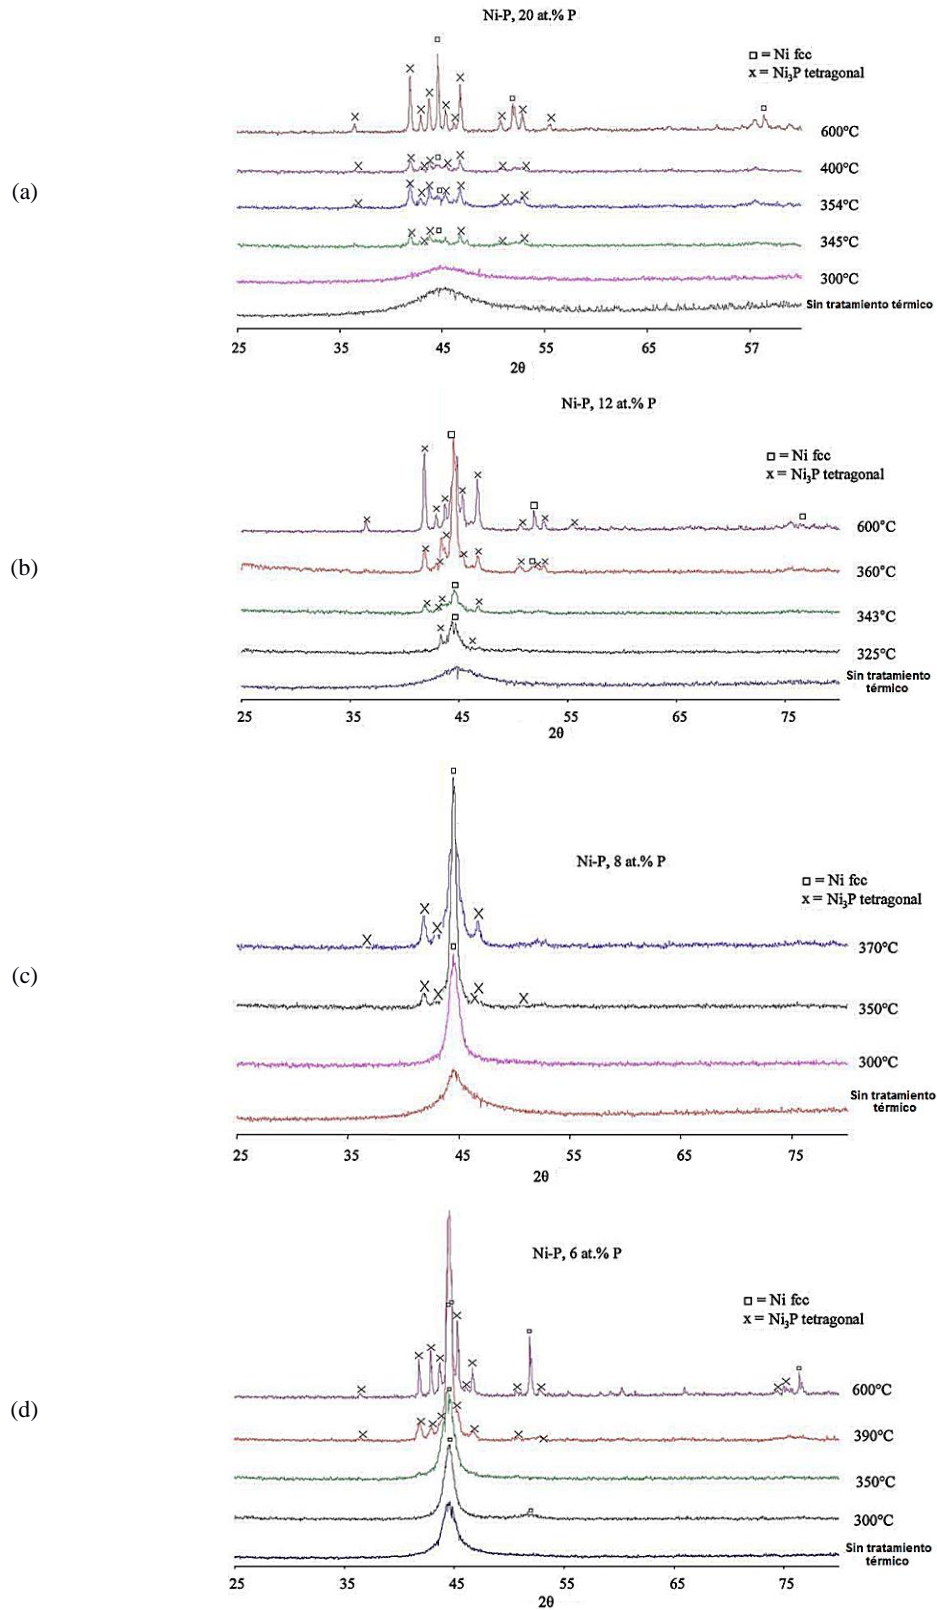 Ni-P, 20 at.% P
□ = Ni fcc
x = Ni₃P tetragonal
600°C
400°C
(a)
354°C
345°C
300°C
Sin tratamiento térmico
25 35 45 55 65 57
2θ
Ni-P, 12 at.% P
□ = Ni fcc
x = Ni₃P tetragonal
600°C
(b)
360°C
343°C
325°C
Sin tratamiento
térmico
25 35 45 55 65 75
2θ
Ni-P, 8 at.% P
□ = Ni fcc
x = Ni₃P tetragonal
370°C
(c)
350°C
300°C
Sin tratamiento
térmico
25 35 45 55 65 75
2θ
Ni-P, 6 at.% P
□ = Ni fcc
x = Ni₃P tetragonal
600°C
(d)
390°C
350°C
300°C
Sin tratamiento
térmico
25 35 45 55 65 75
2θ